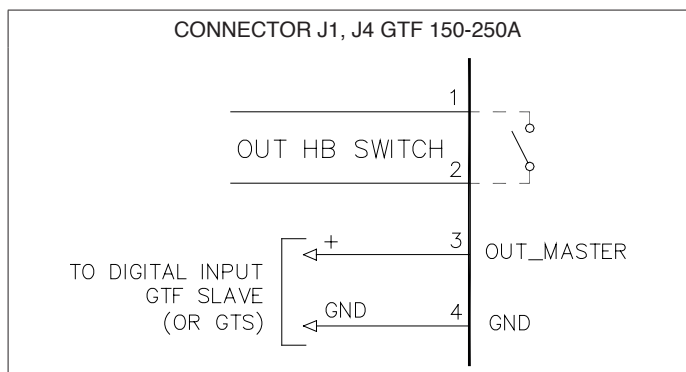 CONNECTOR J1, J4 GTF 150-250A
1
OUT HB SWITCH
2
+
3
OUT_MASTER
TO DIGITAL INPUT
GTF SLAVE
(OR GTS)
GND
4
GND